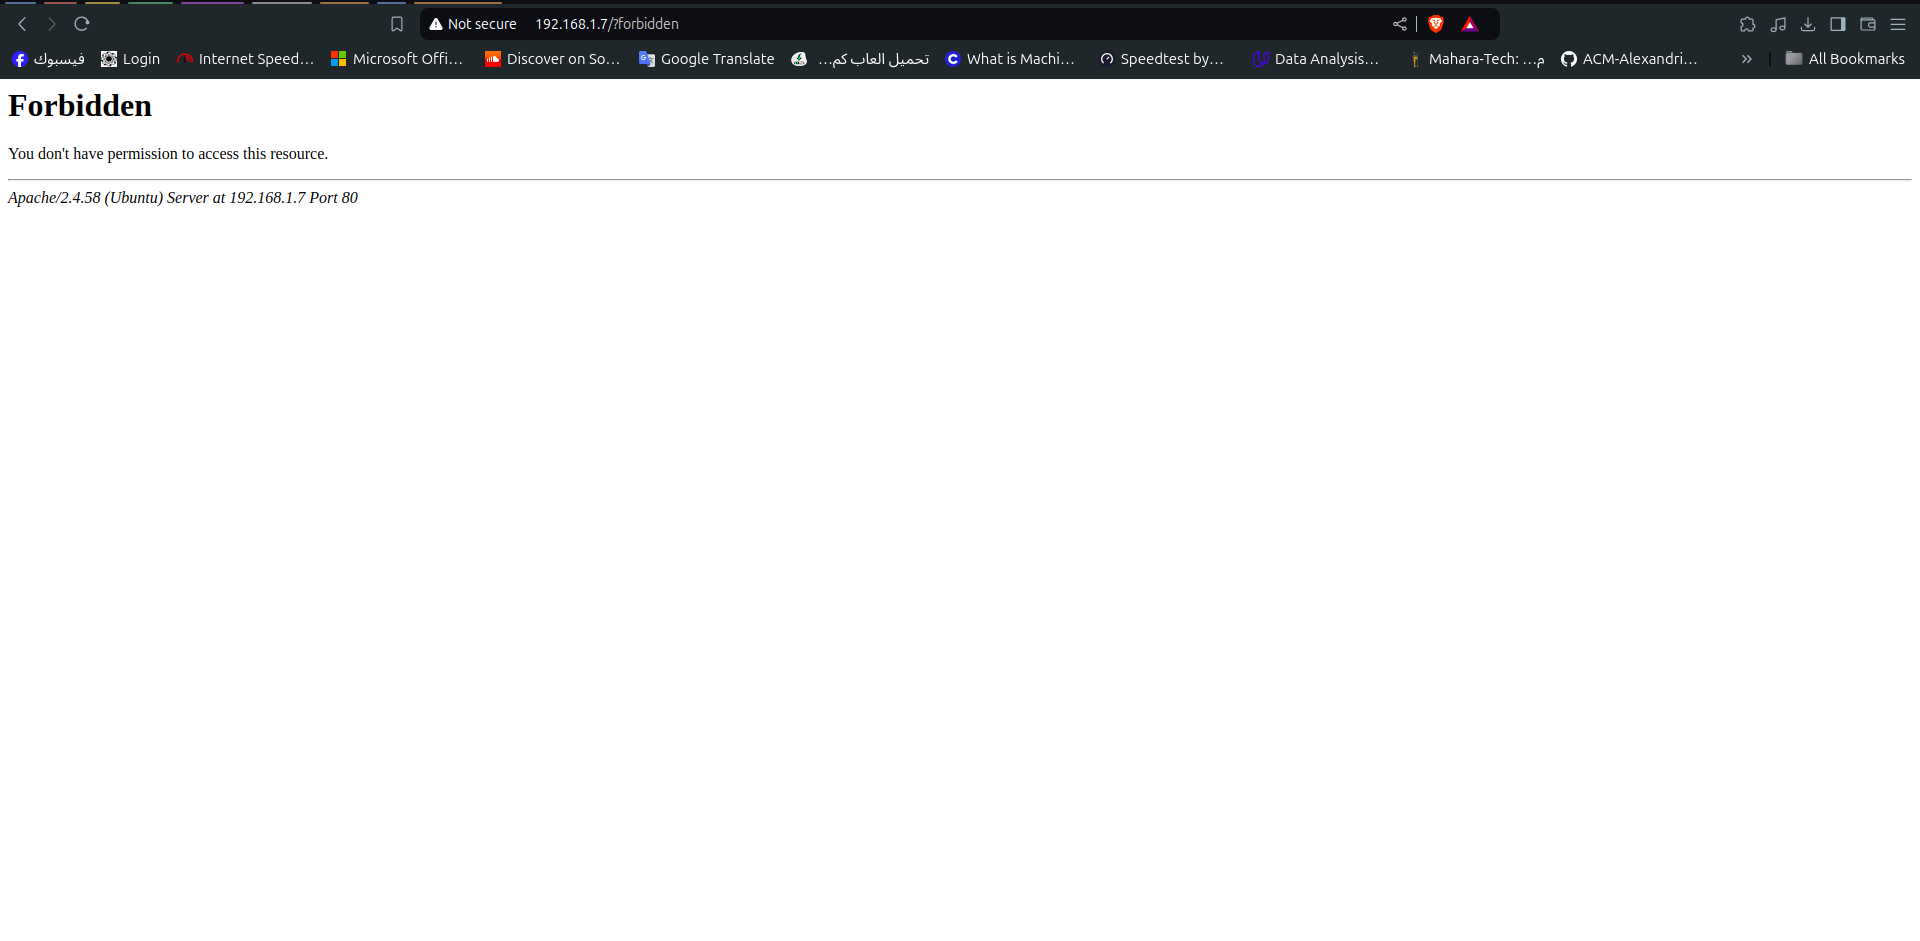 Not secure 192.168.1.7/?forbidden
فيسبوك Login Internet Speed... Microsoft Offi... Discover on So... Google Translate تحميل العاب كم... What is Machi... Speedtest by... Data Analysis... Mahara-Tech: ...م ACM-Alexandri... » All Bookmarks
Forbidden
You don't have permission to access this resource.
Apache/2.4.58 (Ubuntu) Server at 192.168.1.7 Port 80